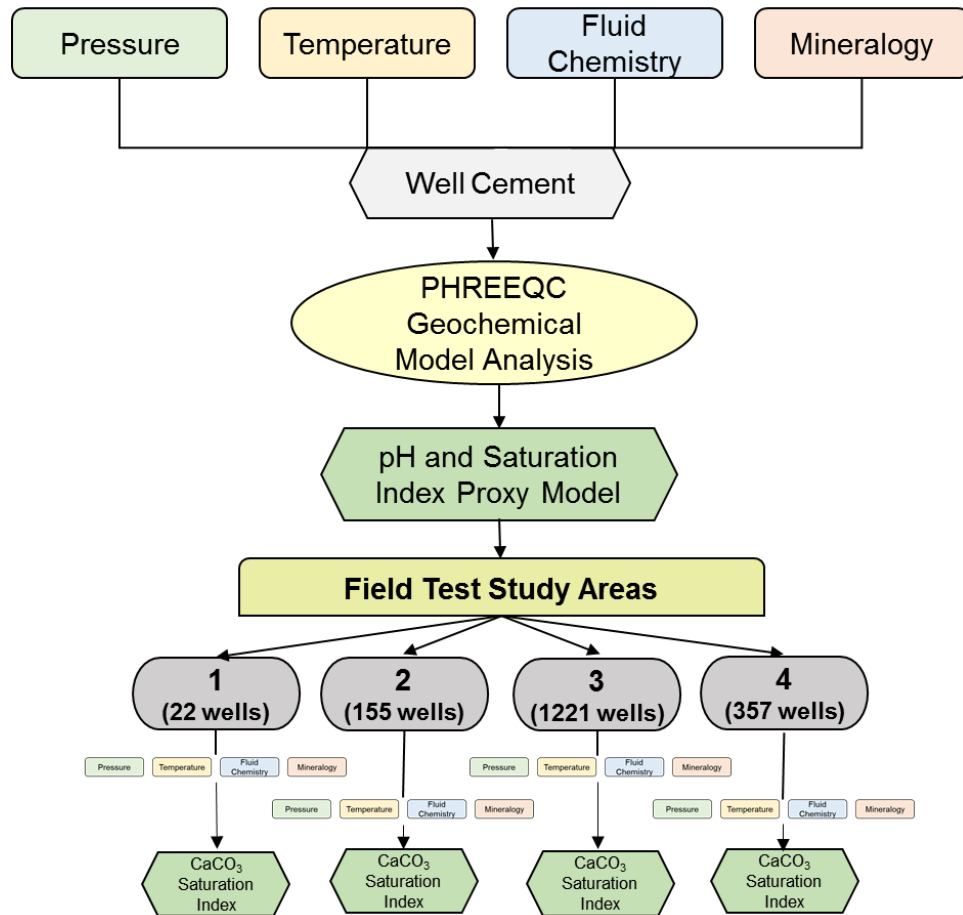 Pressure
Temperature
Fluid
Chemistry
Mineralogy
Well Cement
PHREEQC
Geochemical
Model Analysis
pH and Saturation
Index Proxy Model
Field Test Study Areas
1
(22 wells)
2
(155 wells)
3
(1221 wells)
4
(357 wells)
Pressure
Temperature
Fluid
Chemistry
Mineralogy
Pressure
Temperature
Fluid
Chemistry
Mineralogy
Pressure
Temperature
Fluid
Chemistry
Mineralogy
Pressure
Temperature
Fluid
Chemistry
Mineralogy
CaCO₃
Saturation
Index
CaCO₃
Saturation
Index
CaCO₃
Saturation
Index
CaCO₃
Saturation
Index